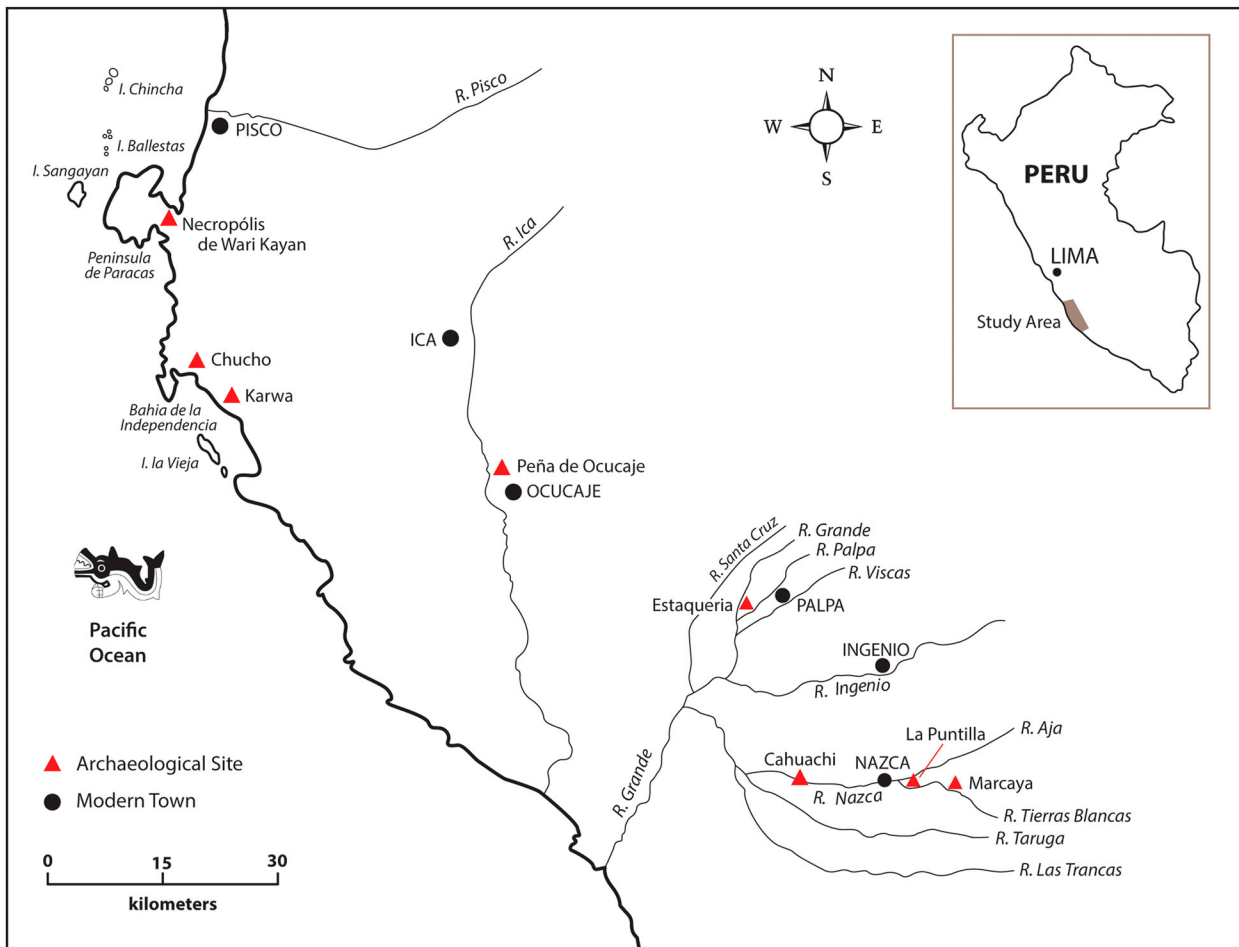 I. Chincha
R. Pisco
PISCO
I. Ballestas
I. Sangayan
Necropólis
de Wari Kayan
Peninsula
de Paracas
R. Ica
ICA
Chucho
Karwa
Bahia de la
Independencia
I. la Vieja
Peña de Ocucaje
OCUCAJE
N
W
E
S
PERU
LIMA
Study Area
Pacific
Ocean
R. Santa Cruz
R. Grande
R. Palpa
R. Viscas
Estaqueria
PALPA
INGENIO
R. Ingenio
R. Grande
La Puntilla
R. Aja
Cahuachi
NAZCA
Marcaya
R. Nazca
R. Tierras Blancas
R. Taruga
R. Las Trancas
Archaeological Site
Modern Town
0 15 30
kilometers